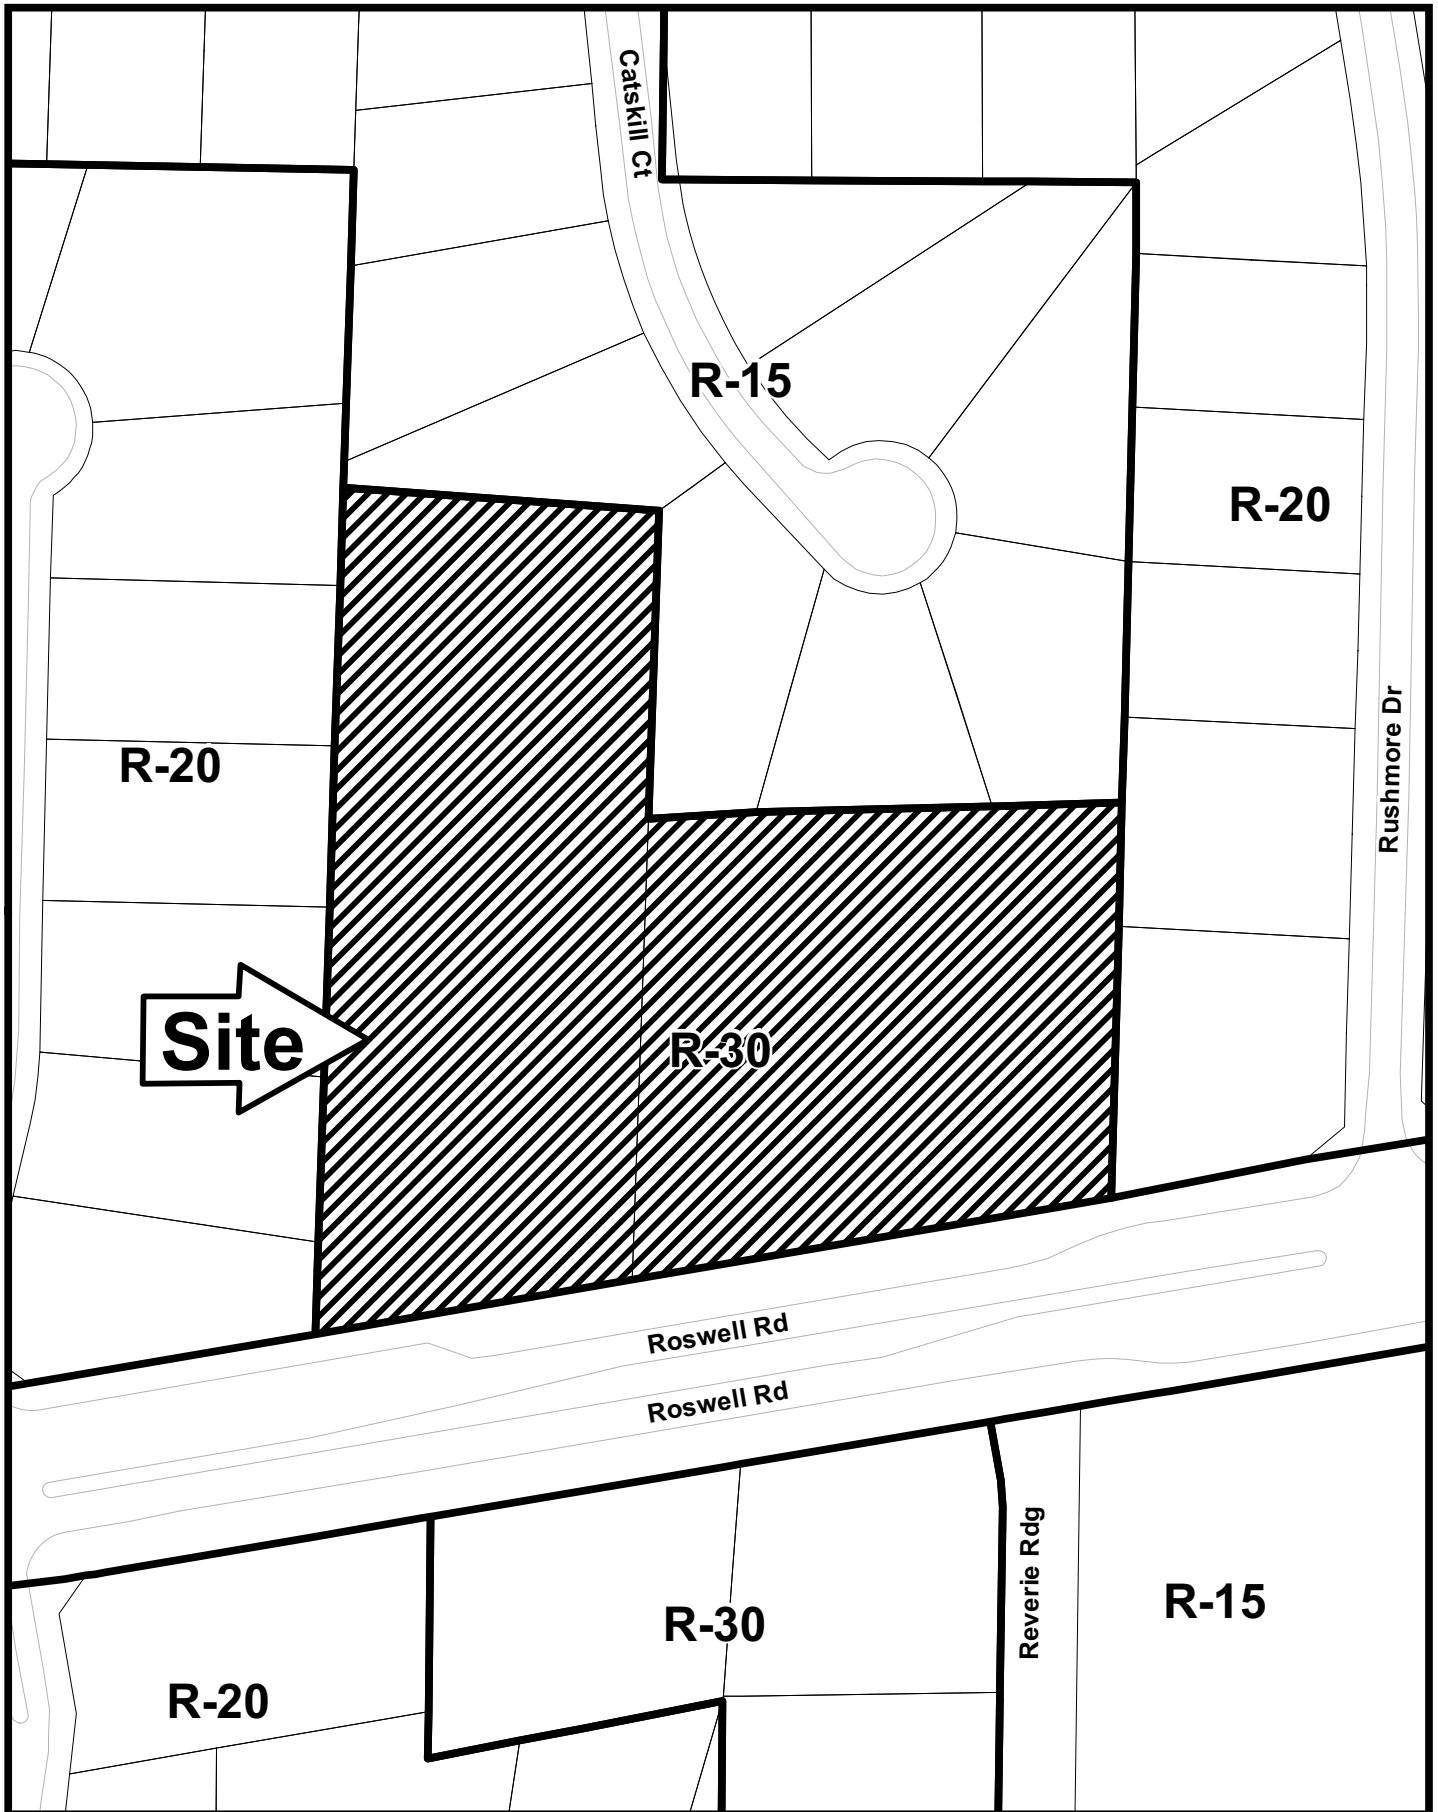 Catskill Ct
R-15
R-20
Rushmore Dr
R-20
Site
R-30
Roswell Rd
Roswell Rd
Reverie Rdg
R-15
R-30
R-20